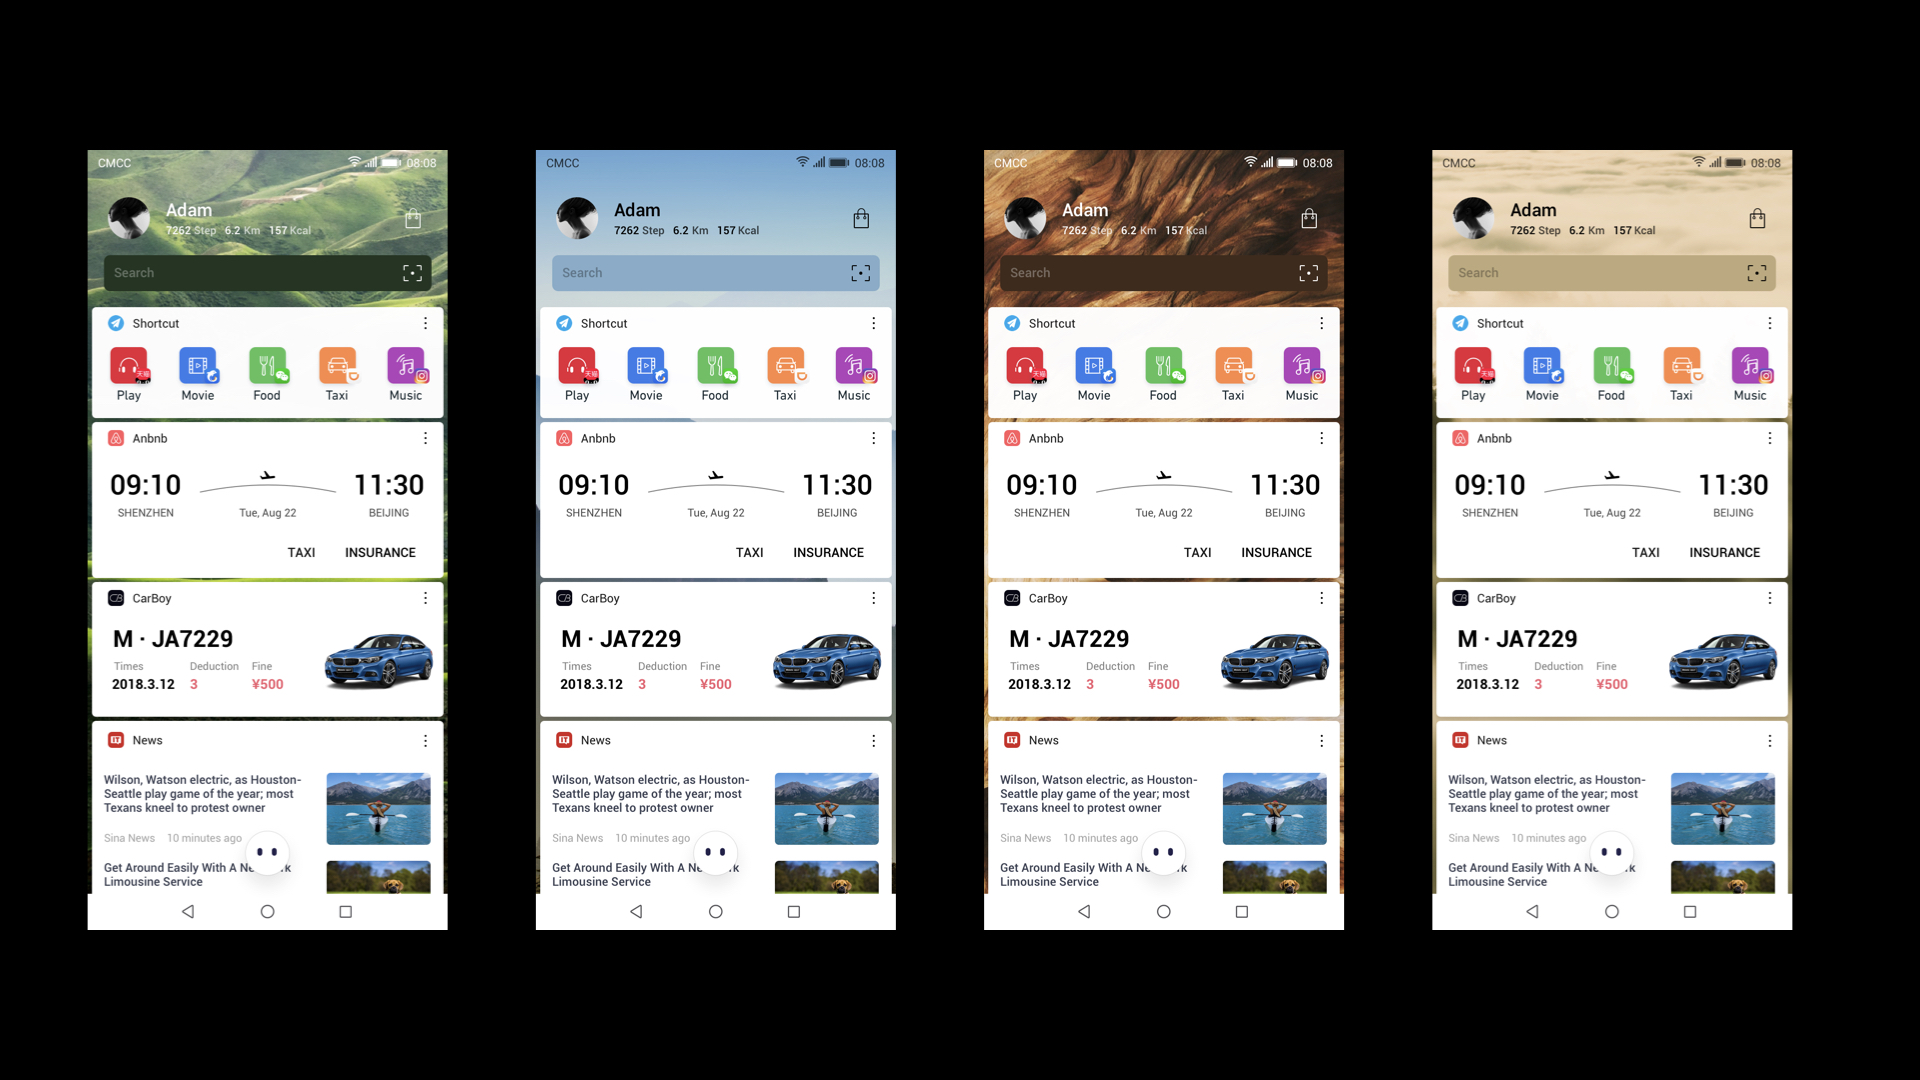 CMCC 08:08
Adam
7262 Step 6.2 Km 157 Kcal
Search
Shortcut
Play Movie Food Taxi Music
Anbnb
09:10 11:30
SHENZHEN Tue, Aug 22 BEIJING
TAXI INSURANCE
CarBoy
M · JA7229
Times Deduction Fine
2018.3.12 3 ¥500
News
Wilson, Watson electric, as Houston-
Seattle play game of the year; most
Texans kneel to protest owner
Sina News 10 minutes ago
Get Around Easily With A
Limousine Service
CMCC 08:08
Adam
7262 Step 6.2 Km 157 Kcal
Search
Shortcut
Play Movie Food Taxi Music
Anbnb
09:10 11:30
SHENZHEN Tue, Aug 22 BEIJING
TAXI INSURANCE
CarBoy
M · JA7229
Times Deduction Fine
2018.3.12 3 ¥500
News
Wilson, Watson electric, as Houston-
Seattle play game of the year; most
Texans kneel to protest owner
Sina News 10 minutes ago
Get Around Easily With A
Limousine Service
CMCC 08:08
Adam
7262 Step 6.2 Km 157 Kcal
Search
Shortcut
Play Movie Food Taxi Music
Anbnb
09:10 11:30
SHENZHEN Tue, Aug 22 BEIJING
TAXI INSURANCE
CarBoy
M · JA7229
Times Deduction Fine
2018.3.12 3 ¥500
News
Wilson, Watson electric, as Houston-
Seattle play game of the year; most
Texans kneel to protest owner
Sina News 10 minutes ago
Get Around Easily With A
Limousine Service
CMCC 08:08
Adam
7262 Step 6.2 Km 157 Kcal
Search
Shortcut
Play Movie Food Taxi Music
Anbnb
09:10 11:30
SHENZHEN Tue, Aug 22 BEIJING
TAXI INSURANCE
CarBoy
M · JA7229
Times Deduction Fine
2018.3.12 3 ¥500
News
Wilson, Watson electric, as Houston-
Seattle play game of the year; most
Texans kneel to protest owner
Sina News 10 minutes ago
Get Around Easily With A
Limousine Service